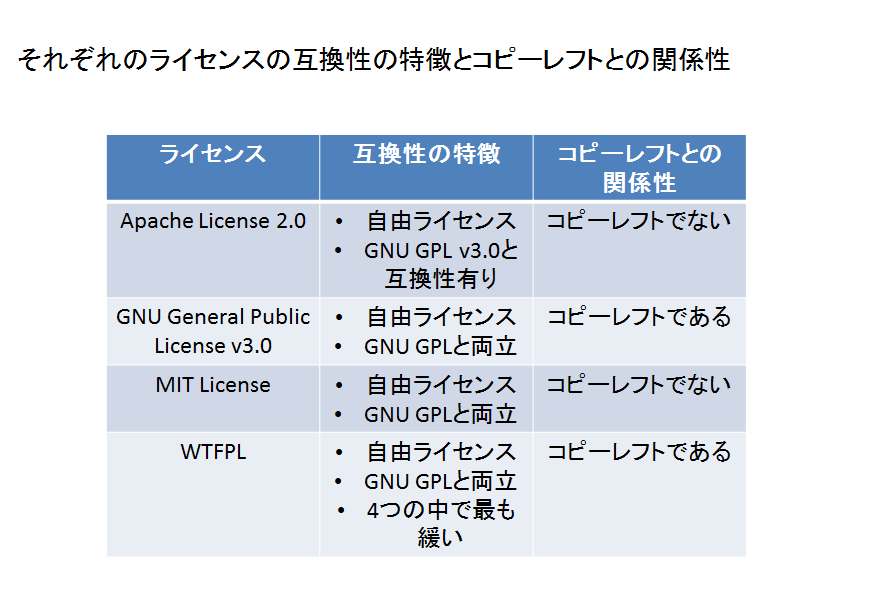 それぞれのライセンスの互換性の特徴とコピーレフトとの関係性
ライセンス
互換性の特徴
コピーレフトとの
関係性
Apache License 2.0
• 自由ライセンス
• GNU GPL v3.0と
互換性有り
コピーレフトでない
GNU General Public
License v3.0
• 自由ライセンス
• GNU GPLと両立
コピーレフトである
MIT License
• 自由ライセンス
• GNU GPLと両立
コピーレフトでない
WTFPL
• 自由ライセンス
• GNU GPLと両立
• 4つの中で最も
緩い
コピーレフトである